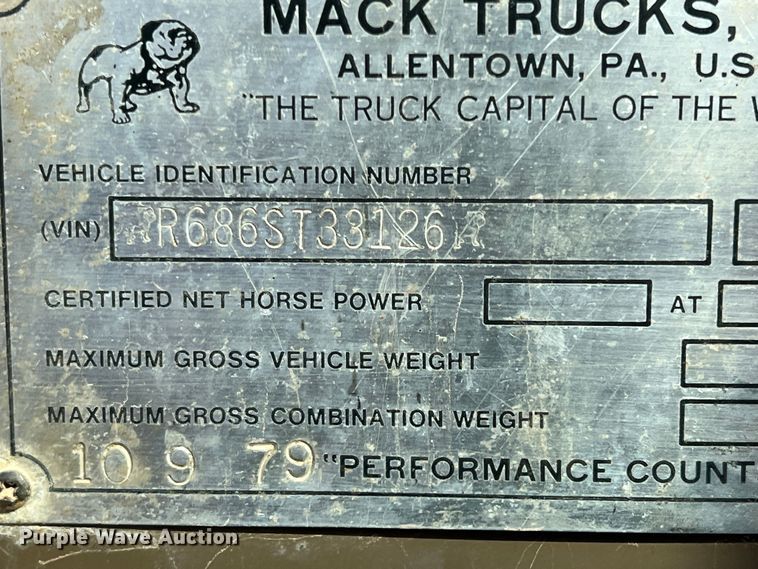 MACK TRUCKS,
ALLENTOWN, PA., U.S
"THE TRUCK CAPITAL OF THE
VEHICLE IDENTIFICATION NUMBER
(VIN) R686ST33126
CERTIFIED NET HORSE POWER AT
MAXIMUM GROSS VEHICLE WEIGHT
MAXIMUM GROSS COMBINATION WEIGHT
10 9 79 "PERFORMANCE COUNT
Purple Wave Auction